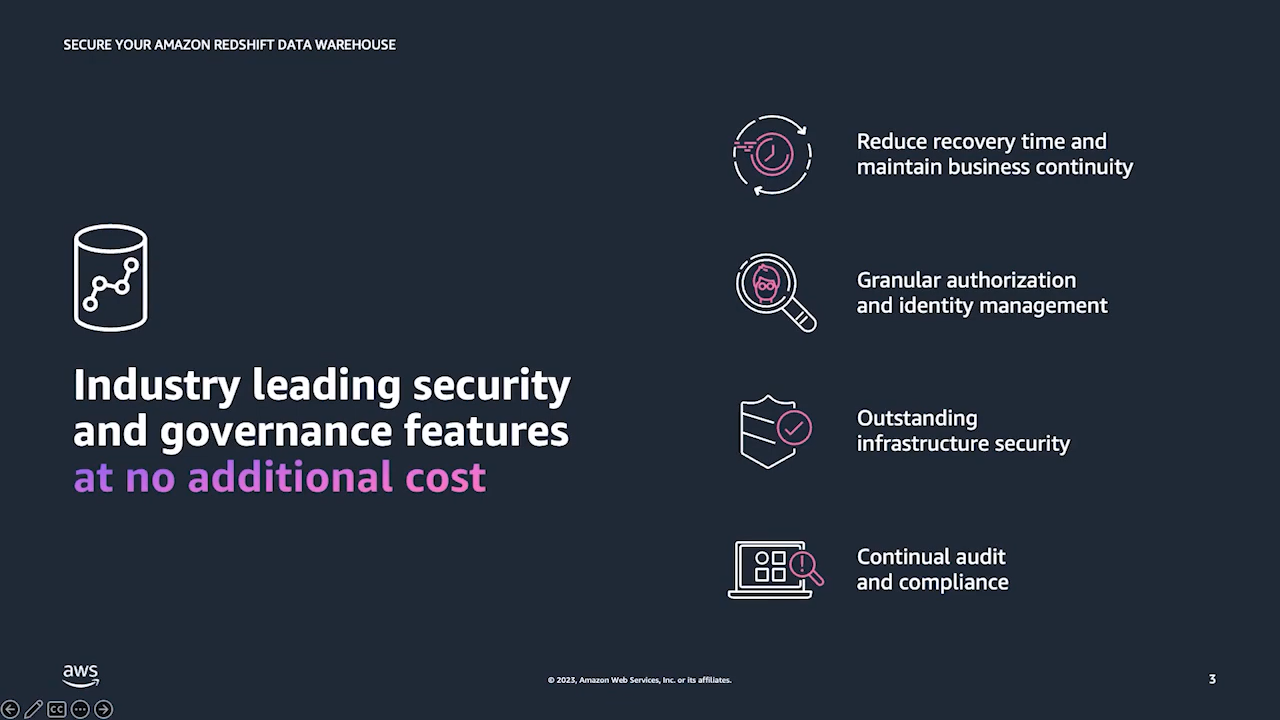 SECURE YOUR AMAZON REDSHIFT DATA WAREHOUSE
Industry leading security
and governance features
at no additional cost
Reduce recovery time and
maintain business continuity
Granular authorization
and identity management
Outstanding
infrastructure security
Continual audit
and compliance
aws
© 2023, Amazon Web Services, Inc. or its affiliates.
3
CC